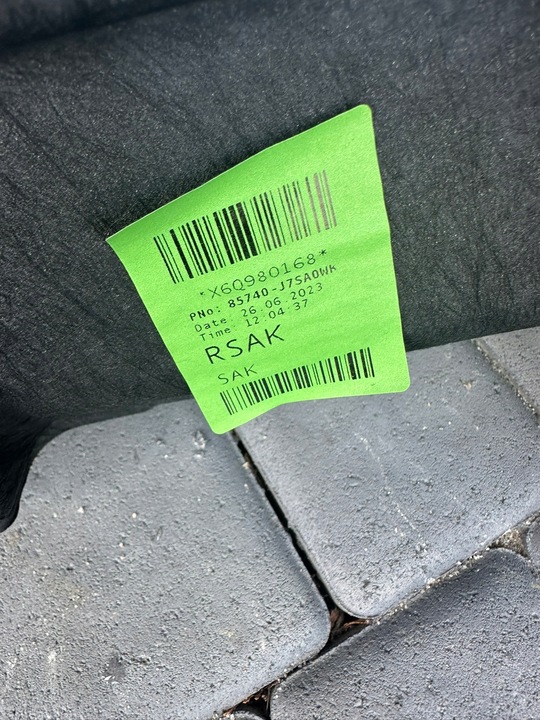 *X6Q980168*
PNo: 85740-J7SA0WK
Date: 26.06.2023
Time: 12:04:37
RSAK
SAK